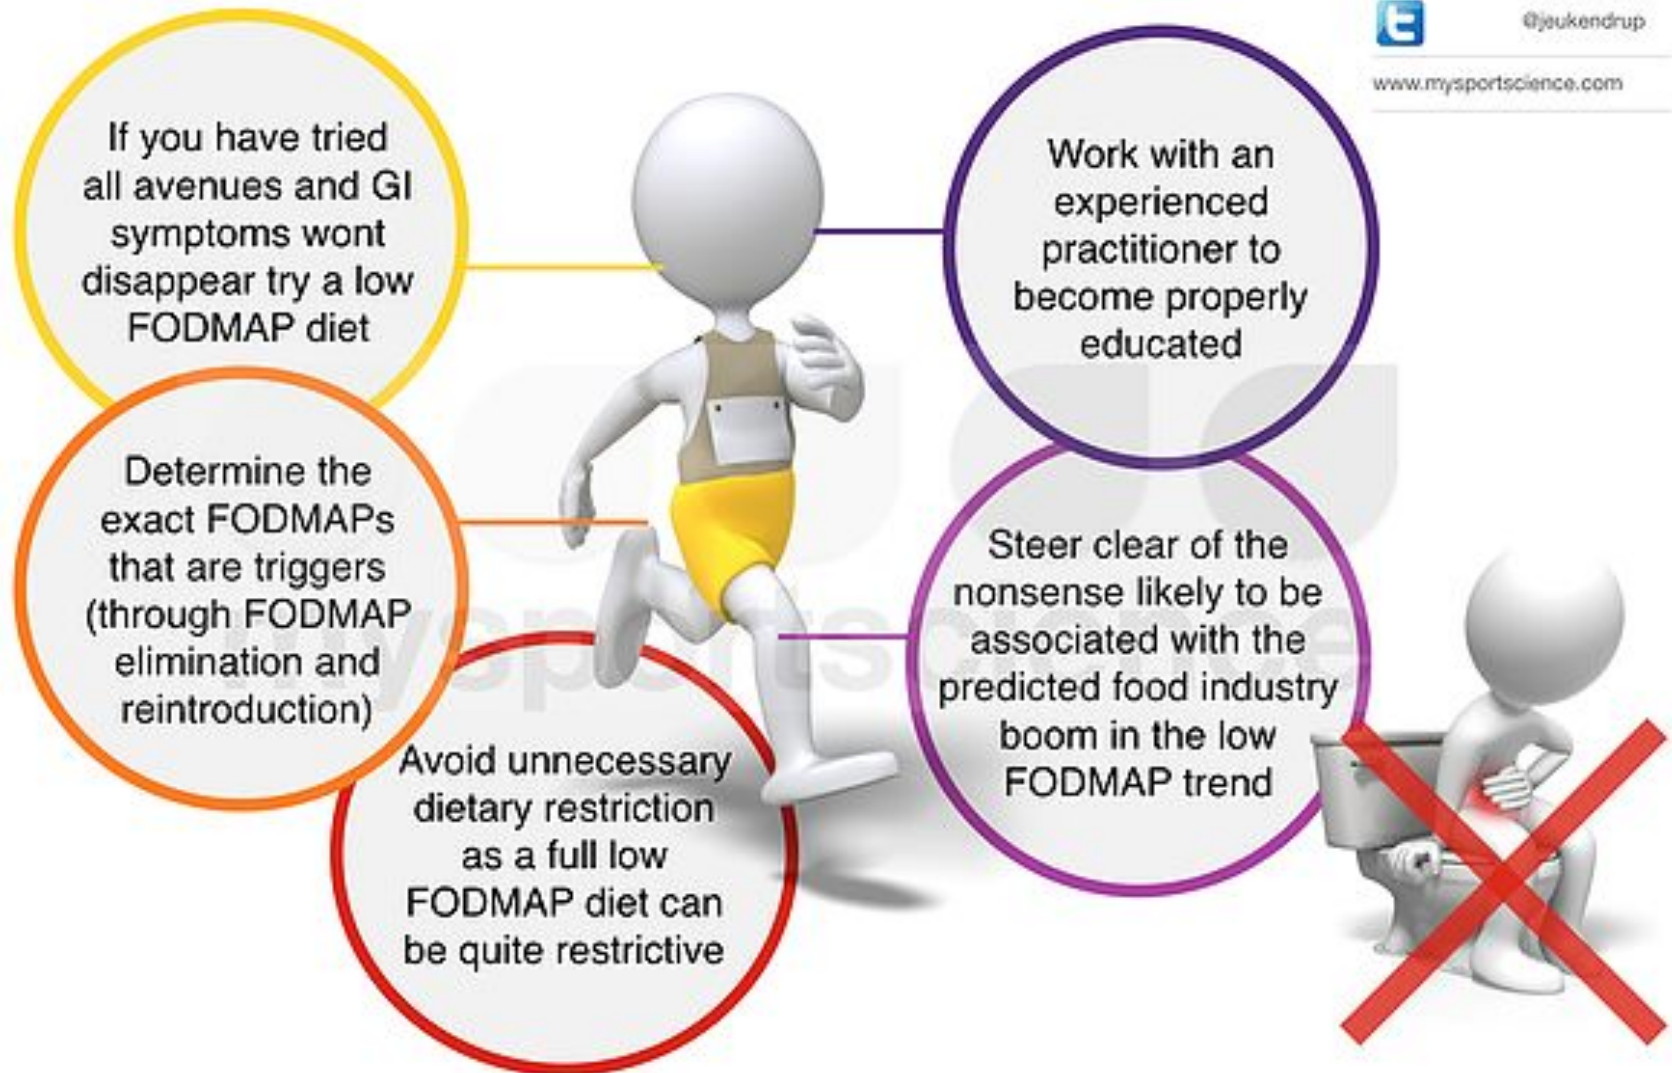 @jeukendrup
www.mysportscience.com
If you have tried
all avenues and GI
symptoms wont
disappear try a low
FODMAP diet
Determine the
exact FODMAPs
that are triggers
(through FODMAP
elimination and
reintroduction)
Avoid unnecessary
dietary restriction
as a full low
FODMAP diet can
be quite restrictive
Work with an
experienced
practitioner to
become properly
educated
Steer clear of the
nonsense likely to be
associated with the
predicted food industry
boom in the low
FODMAP trend
mysportscience